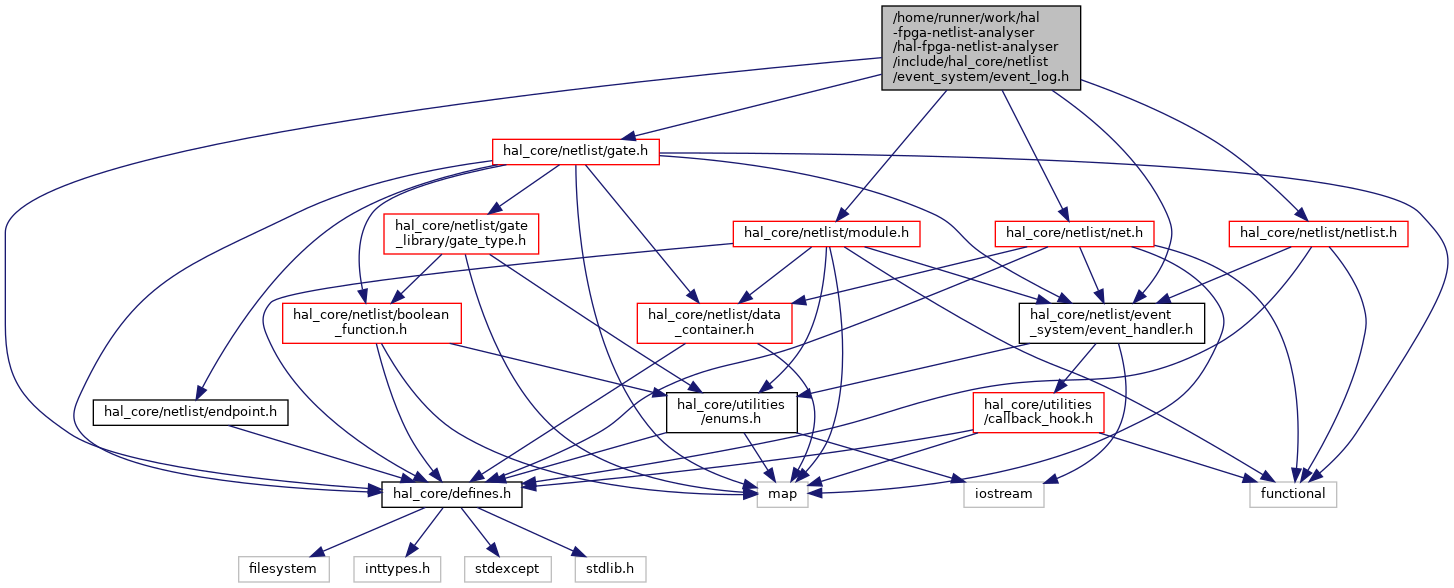 /home/runner/work/hal
-fpga-netlist-analyser
/hal-fpga-netlist-analyser
/include/hal_core/netlist
/event_system/event_log.h
hal_core/netlist/gate.h
hal_core/netlist/gate
_library/gate_type.h
hal_core/netlist/module.h
hal_core/netlist/net.h
hal_core/netlist/netlist.h
hal_core/netlist/boolean
_function.h
hal_core/netlist/data
_container.h
hal_core/netlist/event
_system/event_handler.h
hal_core/netlist/endpoint.h
hal_core/utilities
/enums.h
hal_core/utilities
/callback_hook.h
hal_core/defines.h
map
iostream
functional
filesystem
inttypes.h
stdexcept
stdlib.h